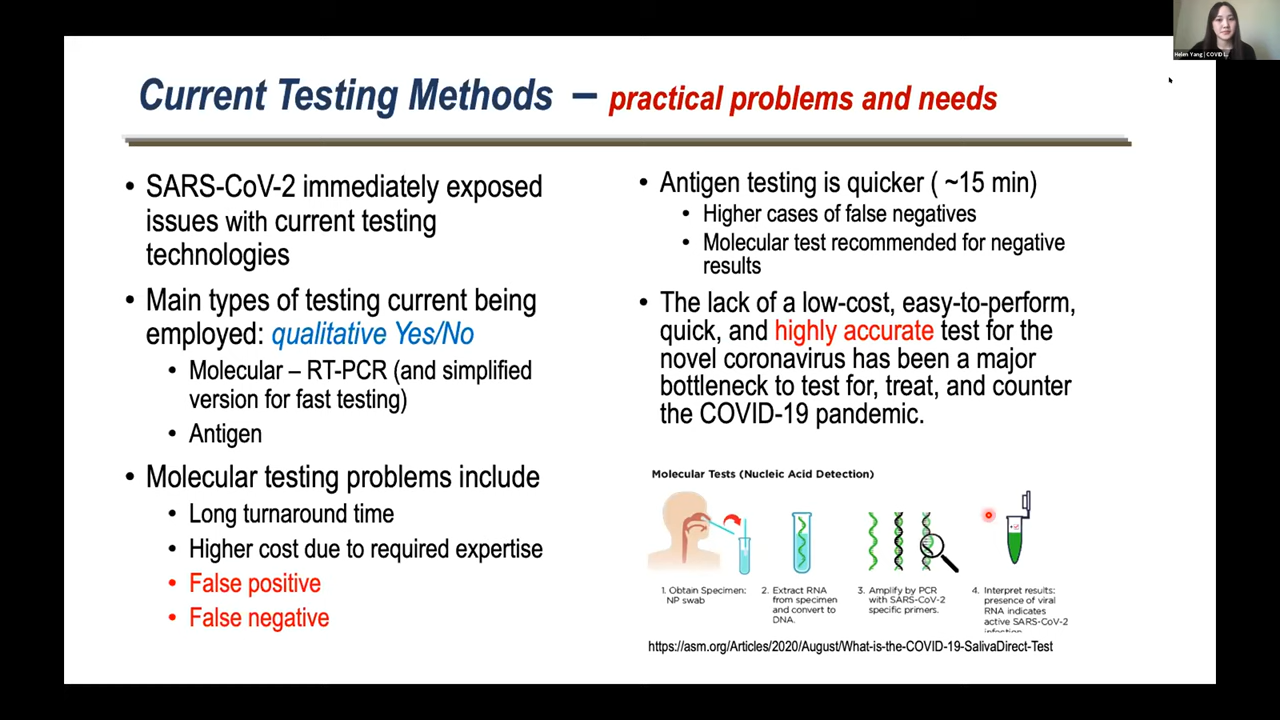 Helen Yang | COVID
Current Testing Methods – practical problems and needs
• SARS-CoV-2 immediately exposed
issues with current testing
technologies
• Main types of testing current being
employed: qualitative Yes/No
• Molecular – RT-PCR (and simplified
version for fast testing)
• Antigen
• Molecular testing problems include
• Long turnaround time
• Higher cost due to required expertise
• False positive
• False negative
• Antigen testing is quicker ( ~15 min)
• Higher cases of false negatives
• Molecular test recommended for negative
results
• The lack of a low-cost, easy-to-perform,
quick, and highly accurate test for the
novel coronavirus has been a major
bottleneck to test for, treat, and counter
the COVID-19 pandemic.
Molecular Tests (Nucleic Acid Detection)
1. Obtain Specimen:
NP swab
2. Extract RNA
from specimen
and convert to
DNA.
3. Amplify by PCR
with SARS-CoV-2
specific primers.
4. Interpret results:
presence of viral
RNA indicates
active SARS-CoV-2
infection
https://asm.org/Articles/2020/August/What-is-the-COVID-19-SalivaDirect-Test